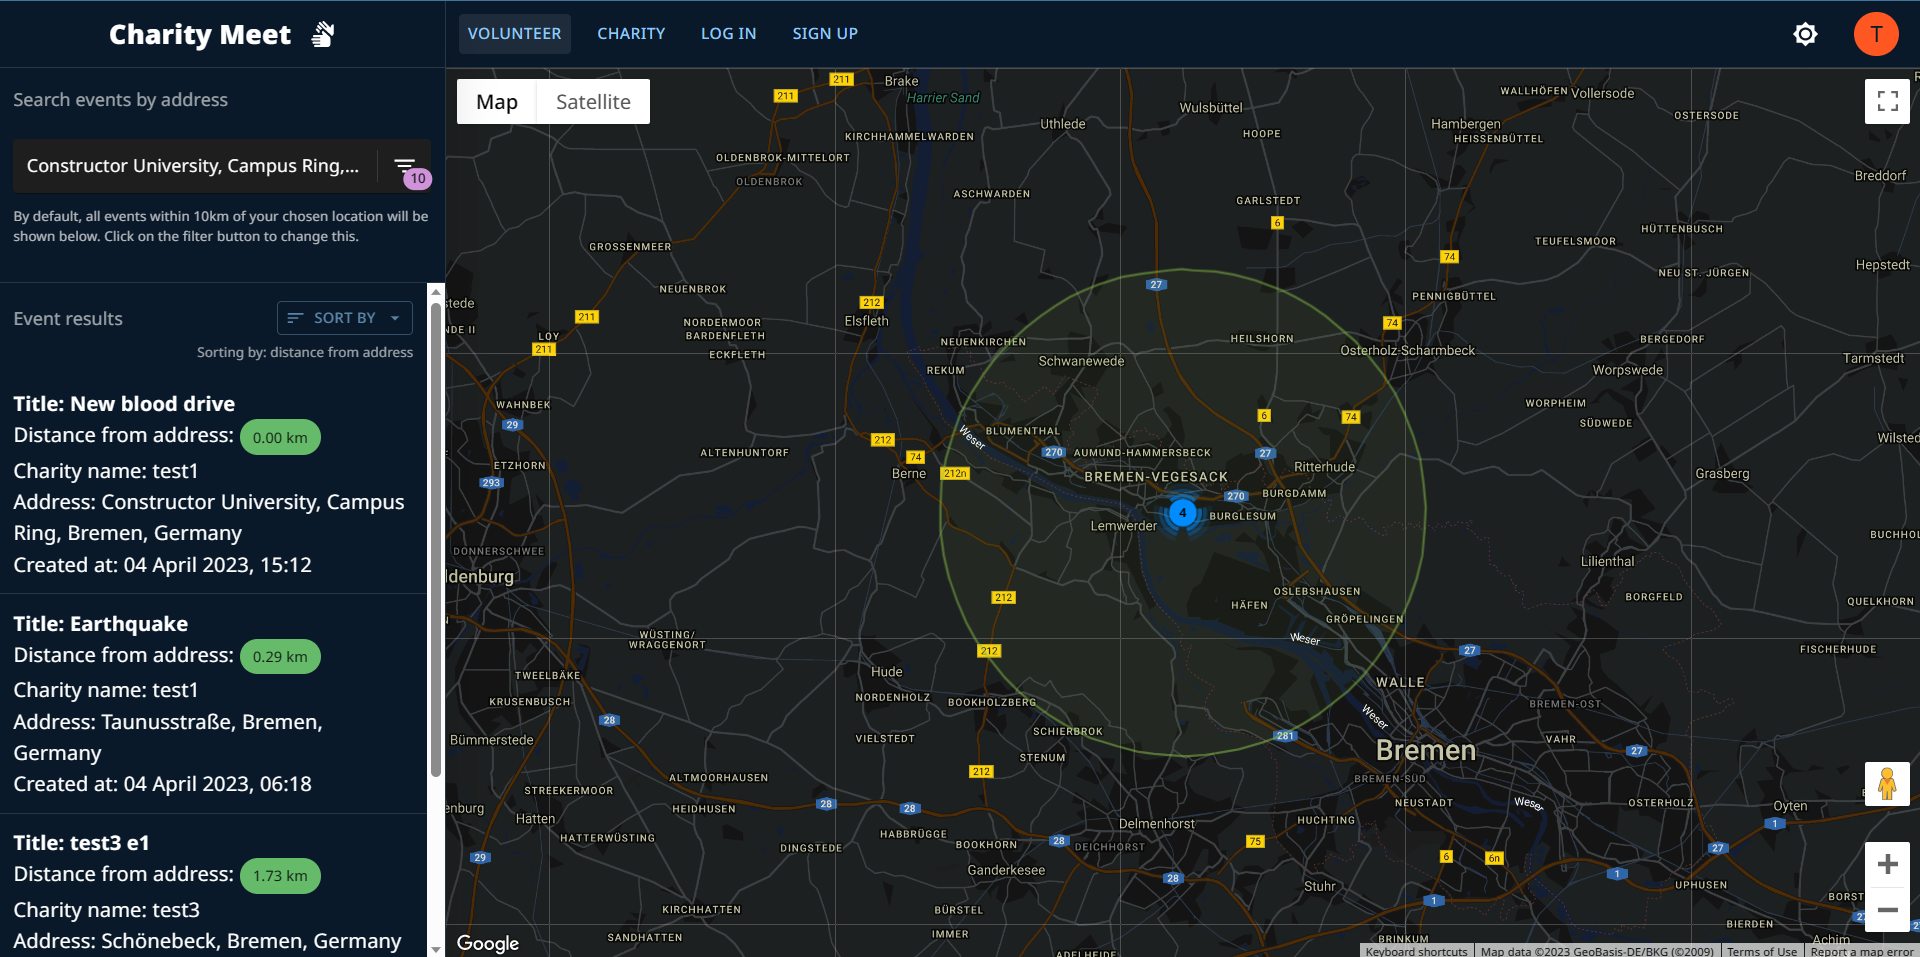 Charity Meet
VOLUNTEER
CHARITY
LOG IN
SIGN UP
T
Search events by address
Constructor University, Campus Ring,...
10
By default, all events within 10km of your chosen location will be
shown below. Click on the filter button to change this.
Event results
SORT BY
Sorting by: distance from address
Title: New blood drive
Distance from address: 0.00 km
Charity name: test1
Address: Constructor University, Campus
Ring, Bremen, Germany
Created at: 04 April 2023, 15:12
Title: Earthquake
Distance from address: 0.29 km
Charity name: test1
Address: Taunusstraße, Bremen,
Germany
Created at: 04 April 2023, 06:18
Title: test3 e1
Distance from address: 1.73 km
Charity name: test3
Address: Schönebeck, Bremen, Germany
Map
Satellite
211
Brake
211
Harrier Sand
Wulsbüttel
WALLHÖFEN
Vollersode
OSTERSODE
Uthlede
HOOPE
Hambergen
HEISSENBÜTTEL
KIRCHHAMMELWARDEN
OLDENBROK-MITTELORT
OLDENBROK
Breddorf
ASCHWARDEN
GARLSTEDT
6
GROSSENMEER
HÜTTENBUSCH
TEUFELSMOOR
74
Hepstedt
NEU ST. JÜRGEN
NEUENBROK
27
PENNIGBÜTTEL
stede
212
211
Elsfleth
NORDERMOOR
BARDENFLETH
74
NDE II
LOY
211
ECKFLETH
NEUENKIRCHEN
HEILSHORN
BERGEDORF
Osterholz-Scharmbeck
Schwanewede
Tarmstedt
REKUM
Worpswede
WAHNBEK
29
WORPHEIM
6
74
SÜDWEDE
BLUMENTHAL
Weser
212
Wilsted
ALTENHUNTORF
74
270
AUMUND-HAMMERSBECK
27
ETZHORN
Berne
212n
Ritterhude
BREMEN-VEGESACK
Grasberg
293
270
BURGDAMM
4
BURGLESUM
Lemwerder
BUCHHOL
DONNERSCHWEE
Lilienthal
ldenburg
212
OSLEBSHAUSEN
BORGFELD
HÄFEN
QUELKHORN
GRÖPELINGEN
WÜSTING/
WRAGGENORT
Weser
212
27
FISCHERHUDE
Hude
TWEELBÄKE
WALLE
KRUSENBUSCH
NORDENHOLZ
BOOKHOLZBERG
BREMEN-OST
28
Weser
SCHIERBROK
281
Bümmerstede
VIELSTEDT
VAHR
Bremen
27
STENUM
212
ALTMOORHAUSEN
BREMEN-SÜD
STREEKERMOOR
28
28
NEUSTADT
Weser
OSTERHOLZ
Oyten
enburg
HEIDHUSEN
Hatten
Delmenhorst
HUCHTING
1
HATTERWÜSTING
HABBRÜGGE
28
75
DINGSTEDE
BOOKHORN
DEICHHORST
27
29
6
6n
Ganderkesee
28
1
Stuhr
UPHUSEN
1
BORST
KIRCHHATTEN
BÜRSTEL
27
BIERDEN
SANDHATTEN
IMMER
BRINKUM
Achim
ADELHEIDE
Google
Keyboard shortcuts
Map data ©2023 GeoBasis-DE/BKG (©2009)
Terms of Use
Report a map error